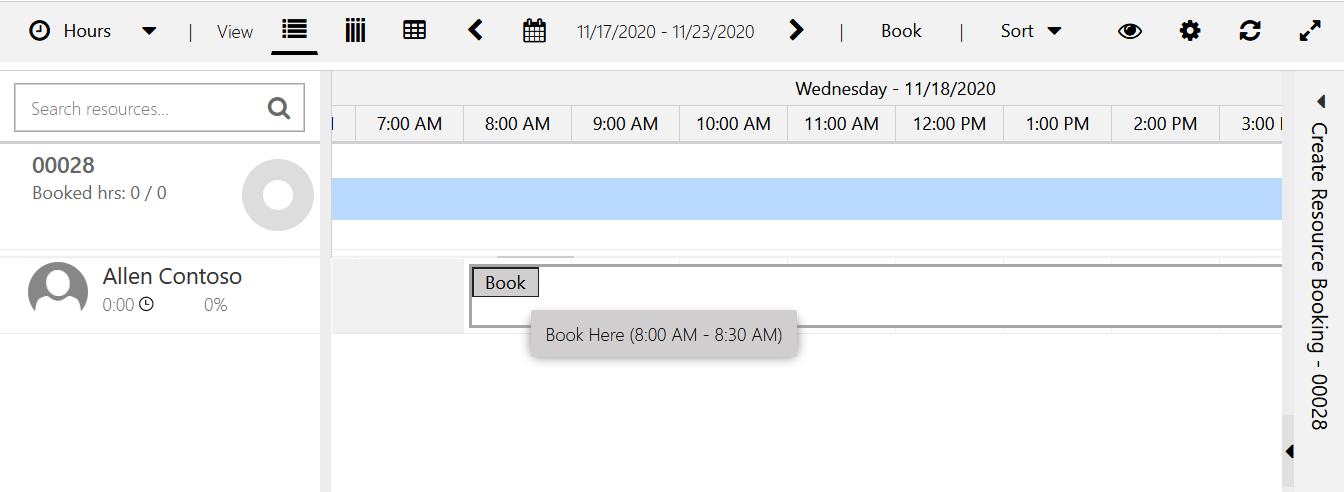 Hours | View 11/17/2020 - 11/23/2020 | Book | Sort
Search resources...
Wednesday - 11/18/2020
7:00 AM 8:00 AM 9:00 AM 10:00 AM 11:00 AM 12:00 PM 1:00 PM 2:00 PM 3:00
00028
Booked hrs: 0 / 0
Allen Contoso
0:00 0%
Book
Book Here (8:00 AM - 8:30 AM)
Create Resource Booking - 00028